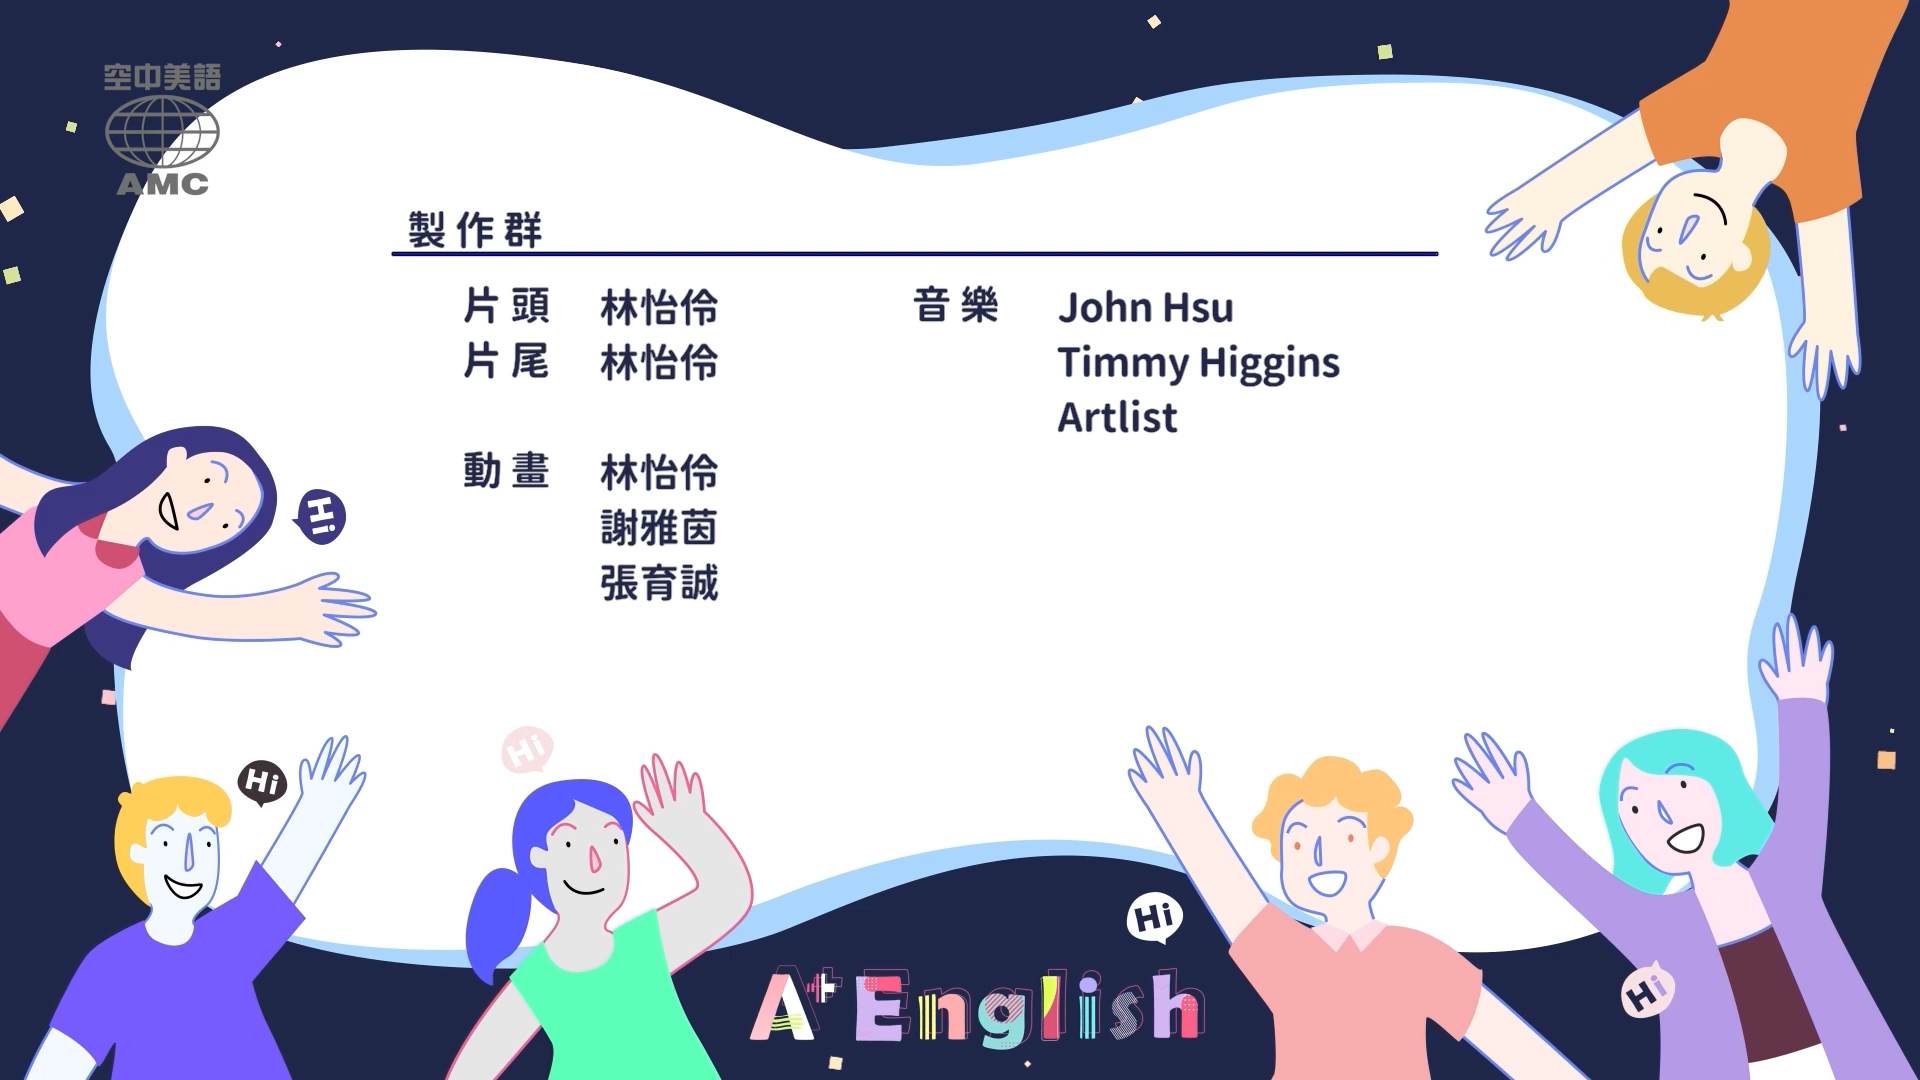 空中美語
AMC
製作群
片頭 林怡伶
片尾 林怡伶
動畫 林怡伶
謝雅茵
張育誠
音樂 John Hsu
Timmy Higgins
Artlist
Hi
Hi
Hi
Hi
Hi
A+ English